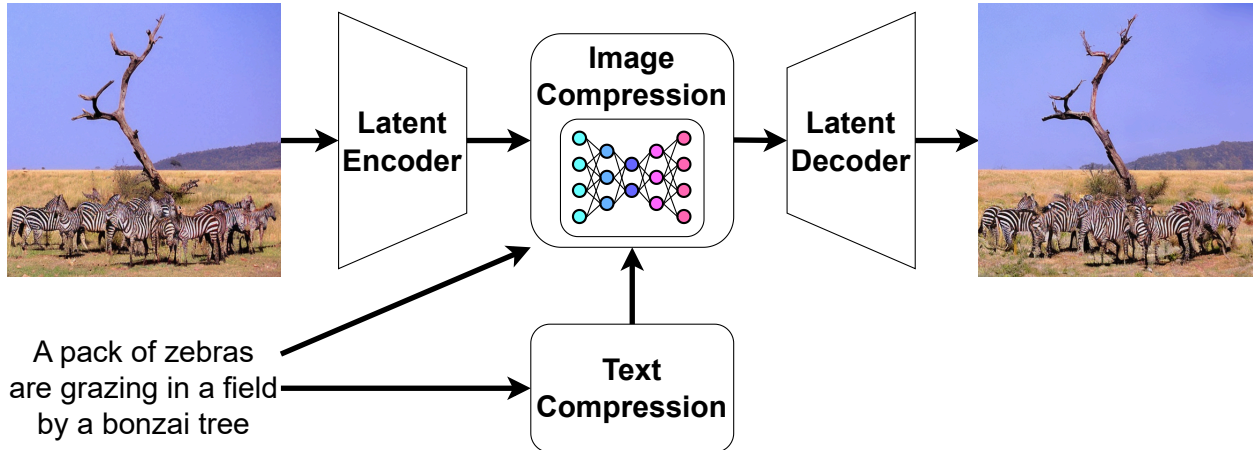 Latent
Encoder
Image
Compression
Latent
Decoder
A pack of zebras
are grazing in a field
by a bonzai tree
Text
Compression